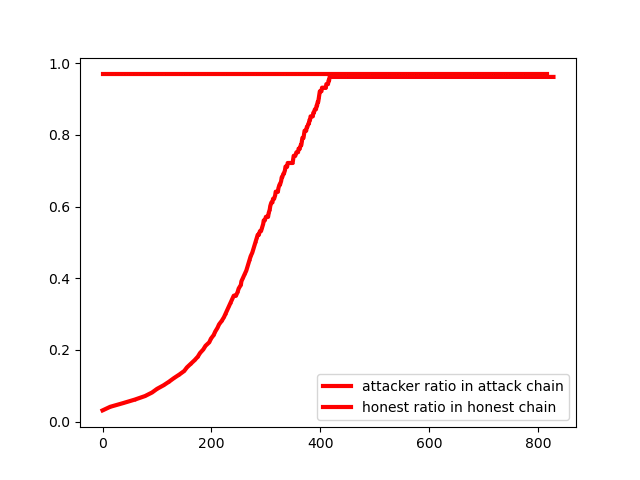 1.0
0.8
0.6
0.4
0.2
0.0
0 200 400 600 800
attacker ratio in attack chain
honest ratio in honest chain